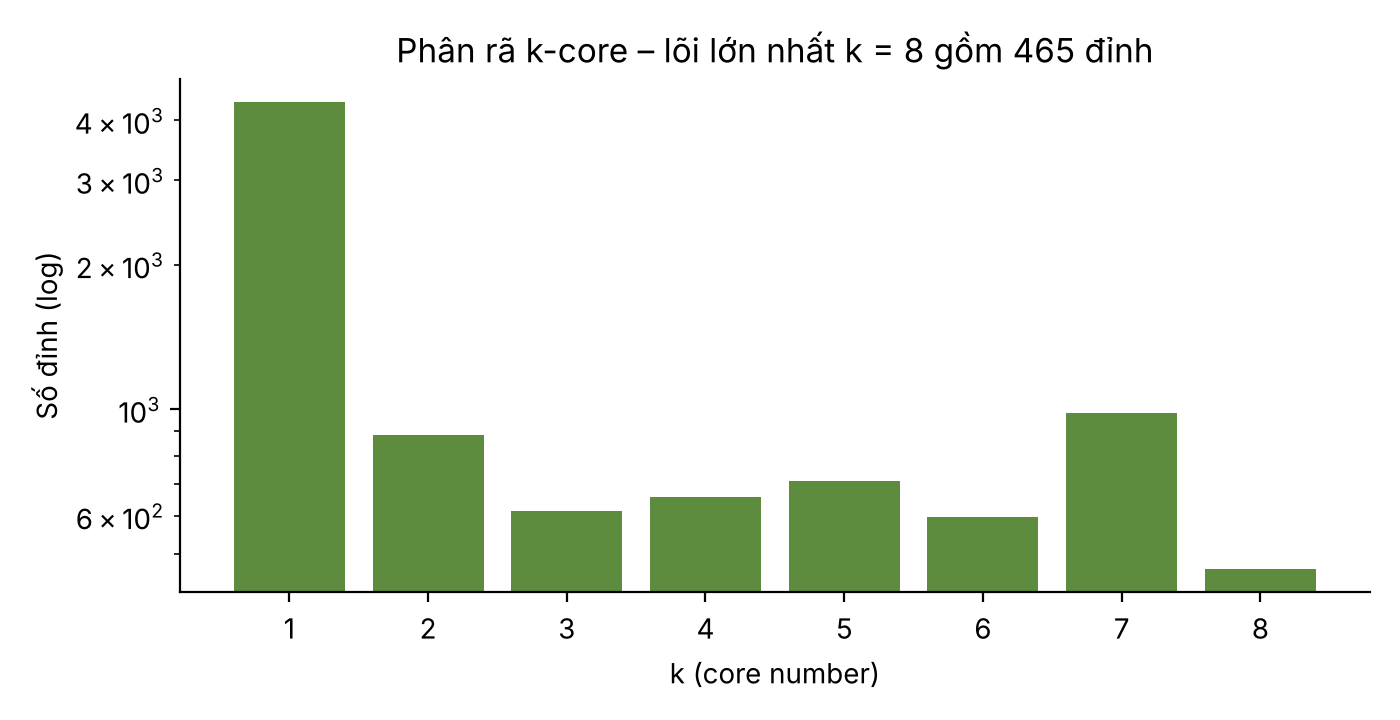 Phân rã k-core – lõi lớn nhất k = 8 gồm 465 đỉnh
Số đỉnh (log)
4 × 10³
3 × 10³
2 × 10³
10³
6 × 10²
1 2 3 4 5 6 7 8
k (core number)